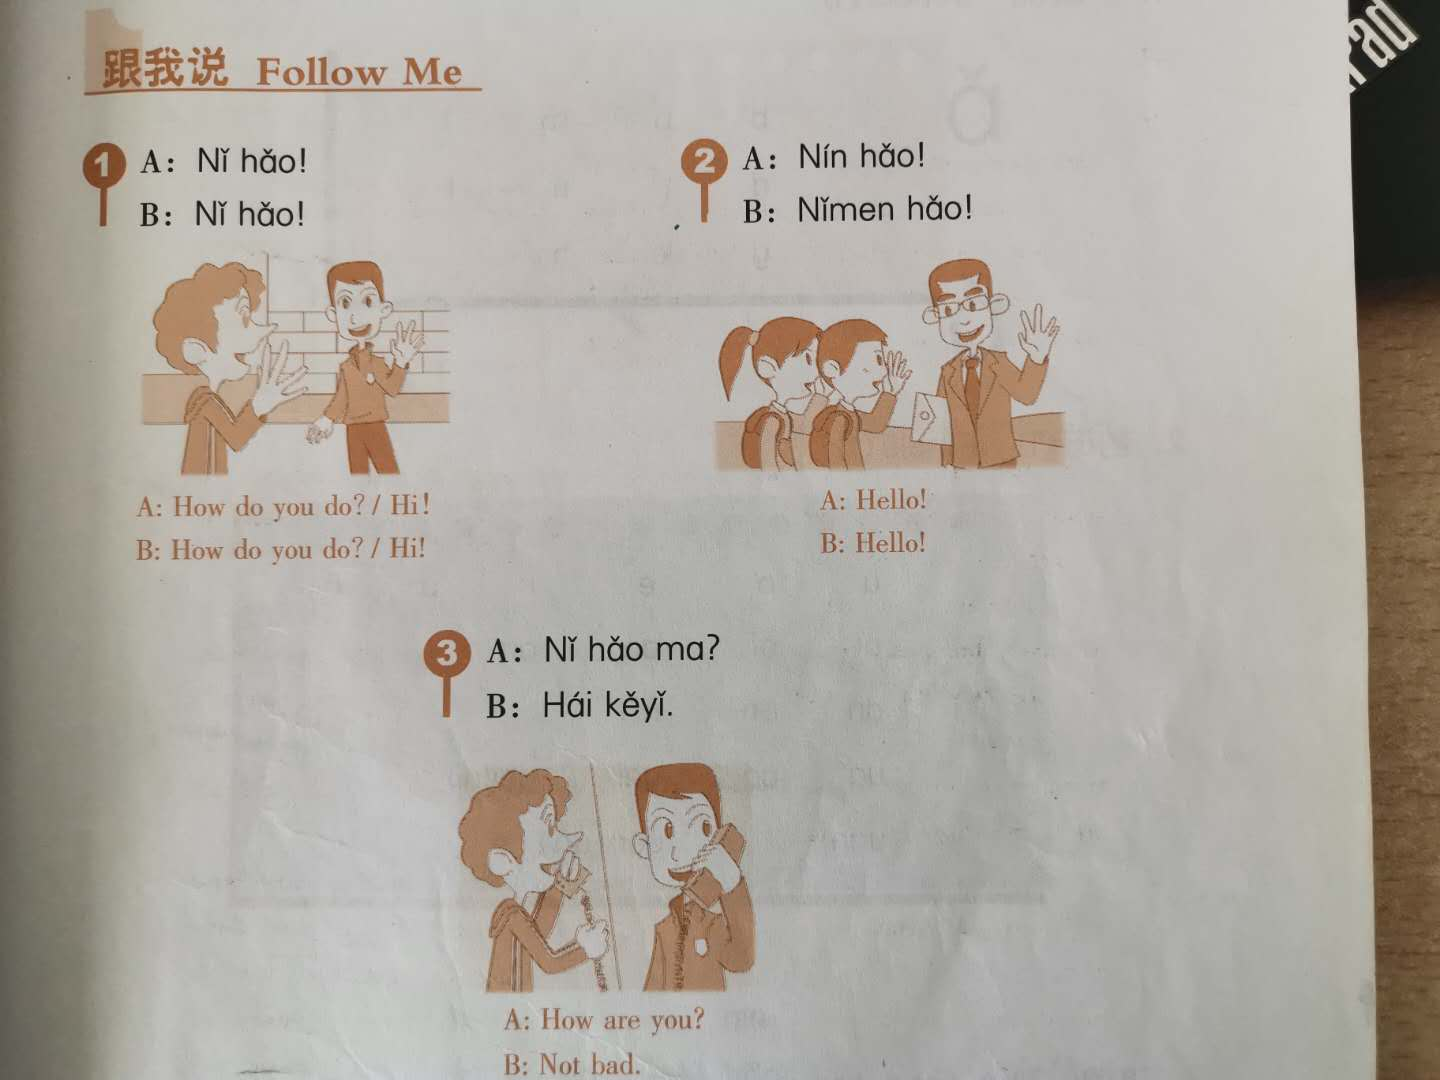 跟我说 Follow Me
1 A: Nǐ hǎo!
B: Nǐ hǎo!
A: How do you do? / Hi!
B: How do you do? / Hi!
2 A: Nín hǎo!
B: Nǐmen hǎo!
A: Hello!
B: Hello!
3 A: Nǐ hǎo ma?
B: Hái kěyǐ.
A: How are you?
B: Not bad.